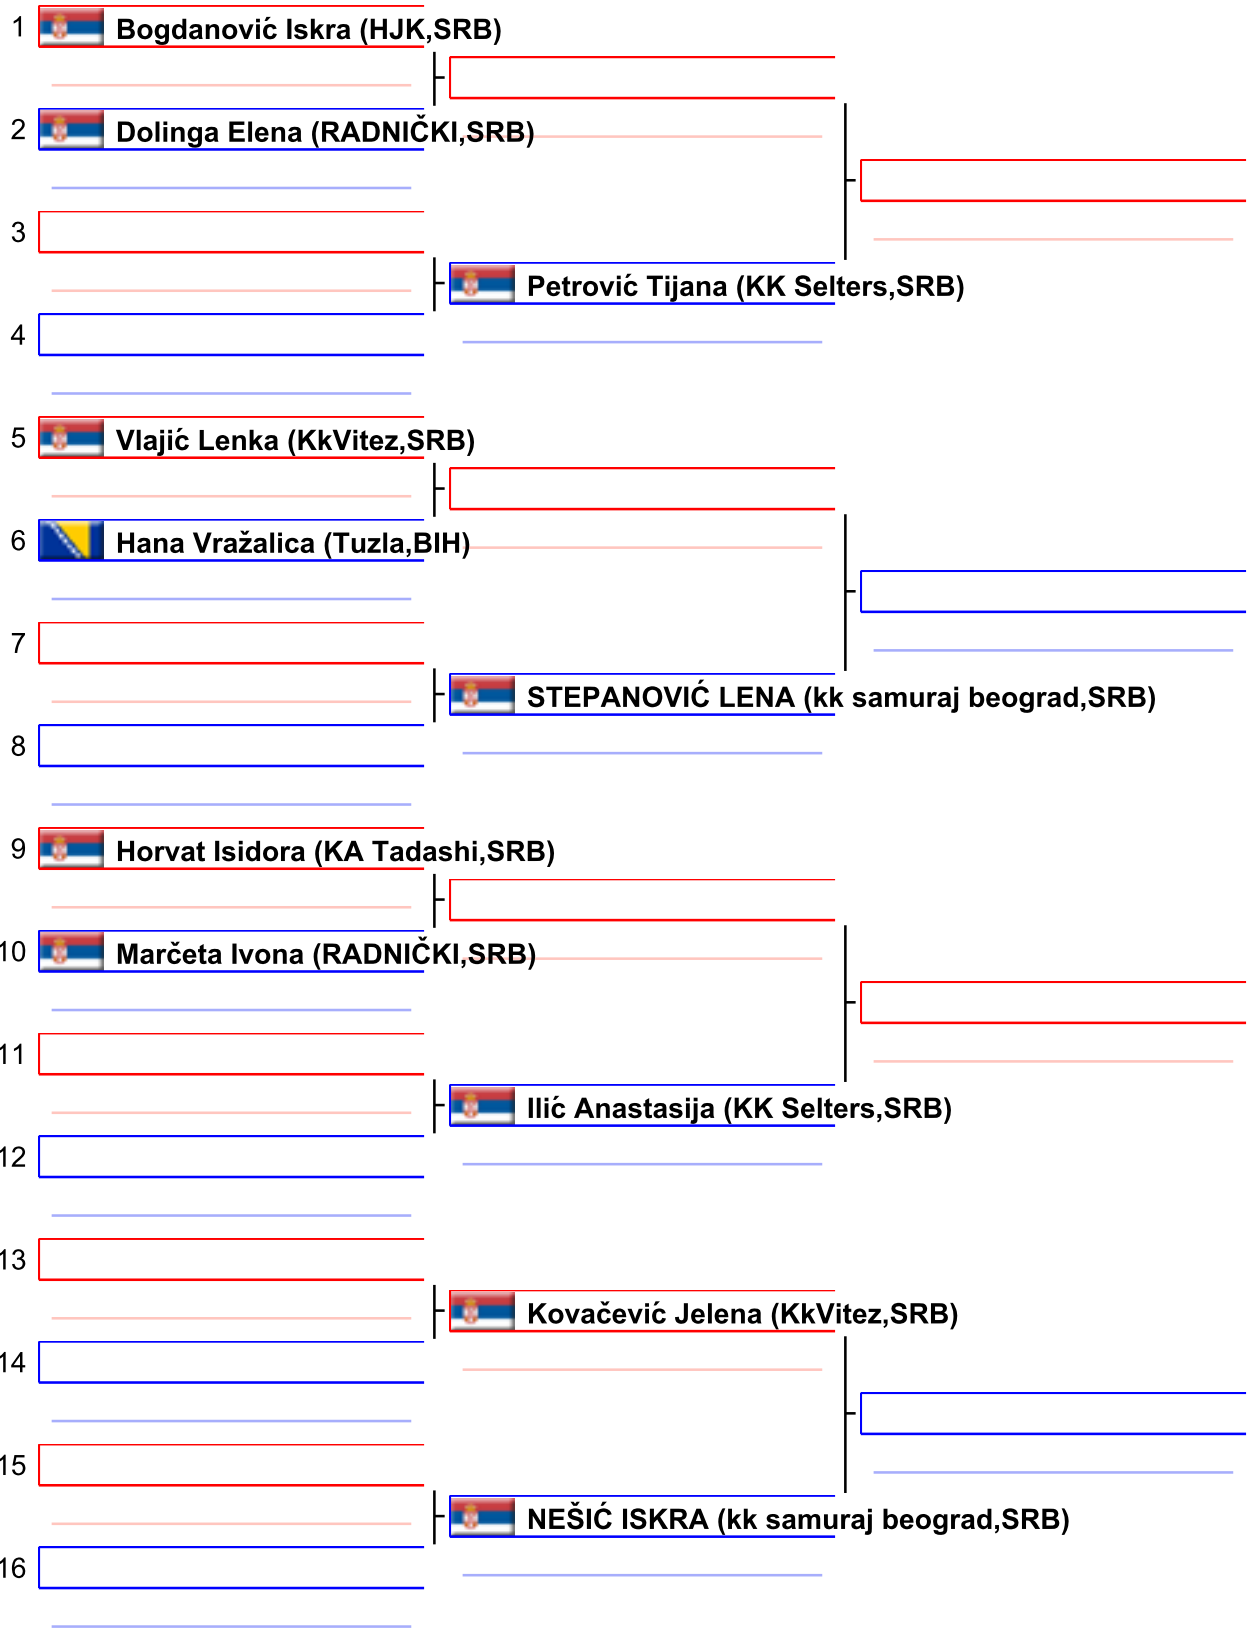 1 Bogdanović Iskra (HJK,SRB)
2 Dolinga Elena (RADNIČKI,SRB)
3
Petrović Tijana (KK Selters,SRB)
4
5 Vlajić Lenka (KkVitez,SRB)
6 Hana Vražalica (Tuzla,BIH)
7
STEPANOVIĆ LENA (kk samuraj beograd,SRB)
8
9 Horvat Isidora (KA Tadashi,SRB)
10 Marčeta Ivona (RADNIČKI,SRB)
11
Ilić Anastasija (KK Selters,SRB)
12
13
Kovačević Jelena (KkVitez,SRB)
14
15
NEŠIĆ ISKRA (kk samuraj beograd,SRB)
16